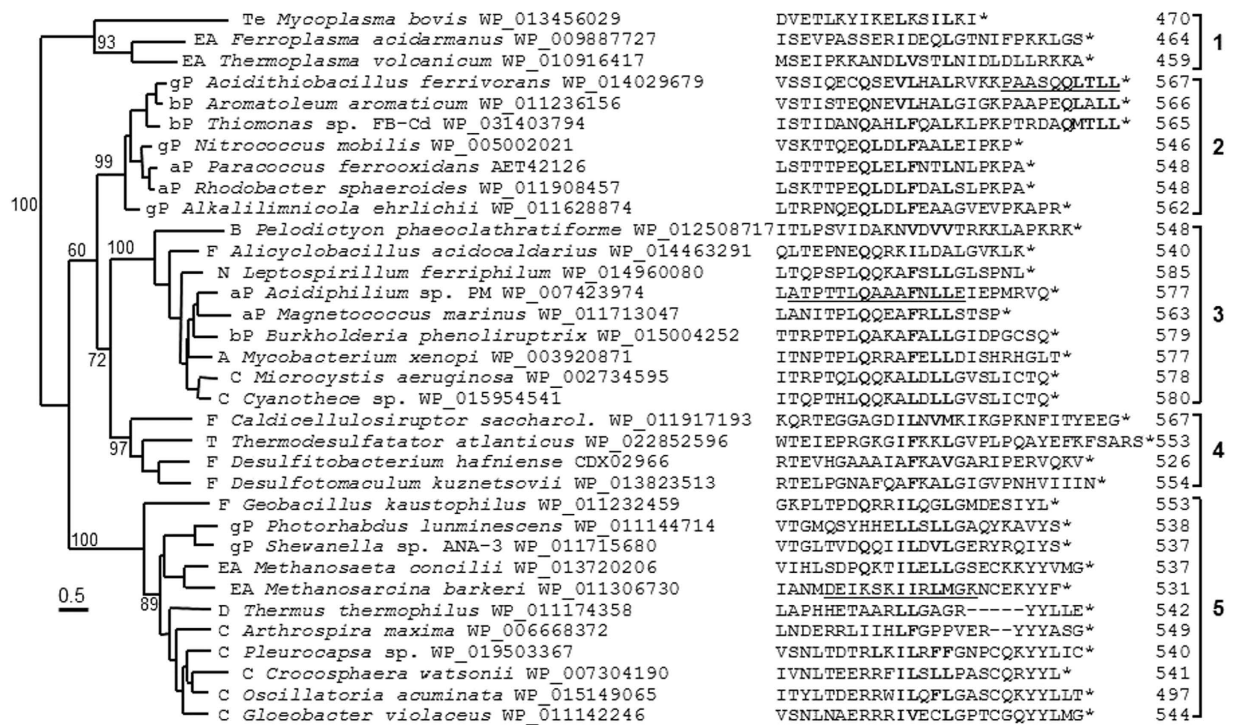 Te Mycoplasma bovis WP_013456029 DVETLKYIKELKSILKI* 470
93 EA Ferroplasma acidarmanus WP_009887727 ISEVPASSERIDEQLGTNIFPKKLGS* 464 1
EA Thermoplasma volcanicum WP_010916417 MSEIPKKANDLVSTLNIDLDLLRKKA* 459
gP Acidithiobacillus ferrivorans WP_014029679 VSSIQECQSEVLHALRVKKPAASQQLTLL* 567
bP Aromatoleum aromaticum WP_011236156 VSTISTEQNEVLHALGIGKPAAPEQLALL* 566
bP Thiomonas sp. FB-Cd WP_031403794 ISTIDANQAHLFQALKLPKPTRDAQMTLL* 565
gP Nitrococcus mobilis WP_005002021 VSKTTQEQLDLFAALEIPKP* 546 2
99 aP Paracoccus ferrooxidans AET42126 LSTTTPEQLELFNTLNLPKPA* 548
aP Rhodobacter sphaeroides WP_011908457 LSKTTPEQLDLFDALSLPKPA* 548
100 gP Alkalilimnicola ehrlichii WP_011628874 LTRPNQEQLDLFEAAGVEVPKAPR* 562
B Pelodictyon phaeoclathratiforme WP_012508717 ITLPSVIDAKNVDVVTRKKLAPKRK* 548
60 100 F Alicyclobacillus acidocaldarius WP_014463291 QLTEPNEQQRKILDALGVKLK* 540
N Leptospirillum ferriphilum WP_014960080 LTQPSPLQQKAFSLLGLSPNL* 585
aP Acidiphilium sp. PM WP_007423974 LATPTTLQAAAFNLLEIEPMRVQ* 577
aP Magnetococcus marinus WP_011713047 LANITPLQQEAFRLLSTSP* 563 3
bP Burkholderia phenoliruptrix WP_015004252 TTRPTPLQAKAFALLGIDPGCSQ* 579
72 A Mycobacterium xenopi WP_003920871 ITNPTPLQRRAFELLDISHRHGLT* 577
C Microcystis aeruginosa WP_002734595 ITRPTQLQQKALDLLGVSLICTQ* 578
C Cyanothece sp. WP_015954541 ITQPTHLQQKALDLLGVSLICTQ* 580
F Caldicellulosiruptor saccharol. WP_011917193 KQRTEGGAGDILNVMKIKGPKNFITYEEG* 567
97 T Thermodesulfatator atlanticus WP_022852596 WTEIEPRGKGIFKKLGVPLPQAYEFKFSARS* 553 4
F Desulfitobacterium hafniense CDX02966 RTEVHGAAAIAFKAVGARIPERVQKV* 526
F Desulfotomaculum kuznetsovii WP_013823513 RTELPGNAFQAFKALGIGVPNHVIIIN* 554
F Geobacillus kaustophilus WP_011232459 GKPLTPDQRRILQGLGMDESIYL* 553
gP Photorhabdus lunminescens WP_011144714 VTGMQSYHHELLSLLGAQYKAVYS* 538
100 gP Shewanella sp. ANA-3 WP_011715680 VTGLTVDQQIILDVLGERYRQIYS* 537
EA Methanosaeta concilii WP_013720206 VIHLSDPQKTILELLGSECKKYYVMG* 537
0.5 EA Methanosarcina barkeri WP_011306730 IANMDEIKSKIIRLMGKNCEKYYF* 531
89 D Thermus thermophilus WP_011174358 LAPHHETAARLLGAGR-----YYLLE* 542 5
C Arthrospira maxima WP_006668372 LNDERRLIIHLFGPPVER--YYYASG* 549
C Pleurocapsa sp. WP_019503367 VSNLTDTRLKILRFFGNPCQKYYLIC* 540
C Crocosphaera watsonii WP_007304190 IVNLTEERRFILSLLPASCRYYL* 541
C Oscillatoria acuminata WP_015149065 ITYLTDERRWILQFLGASCQKYYLLT* 497
C Gloeobacter violaceus WP_011142246 VSNLNAERRRIVECLGPTCGQYYLMG* 544